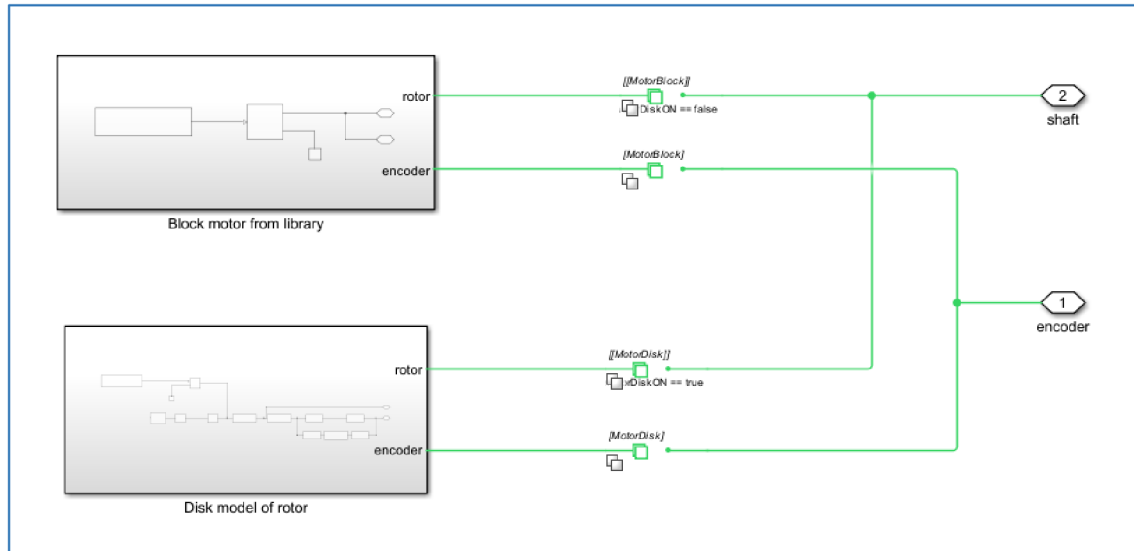 [[MotorBlock]]
rotor
DiskON == false
2
shaft
[MotorBlock]
encoder
Block motor from library
1
encoder
[[MotorDisk]]
rotor
rDiskON == true
[MotorDisk]
encoder
Disk model of rotor